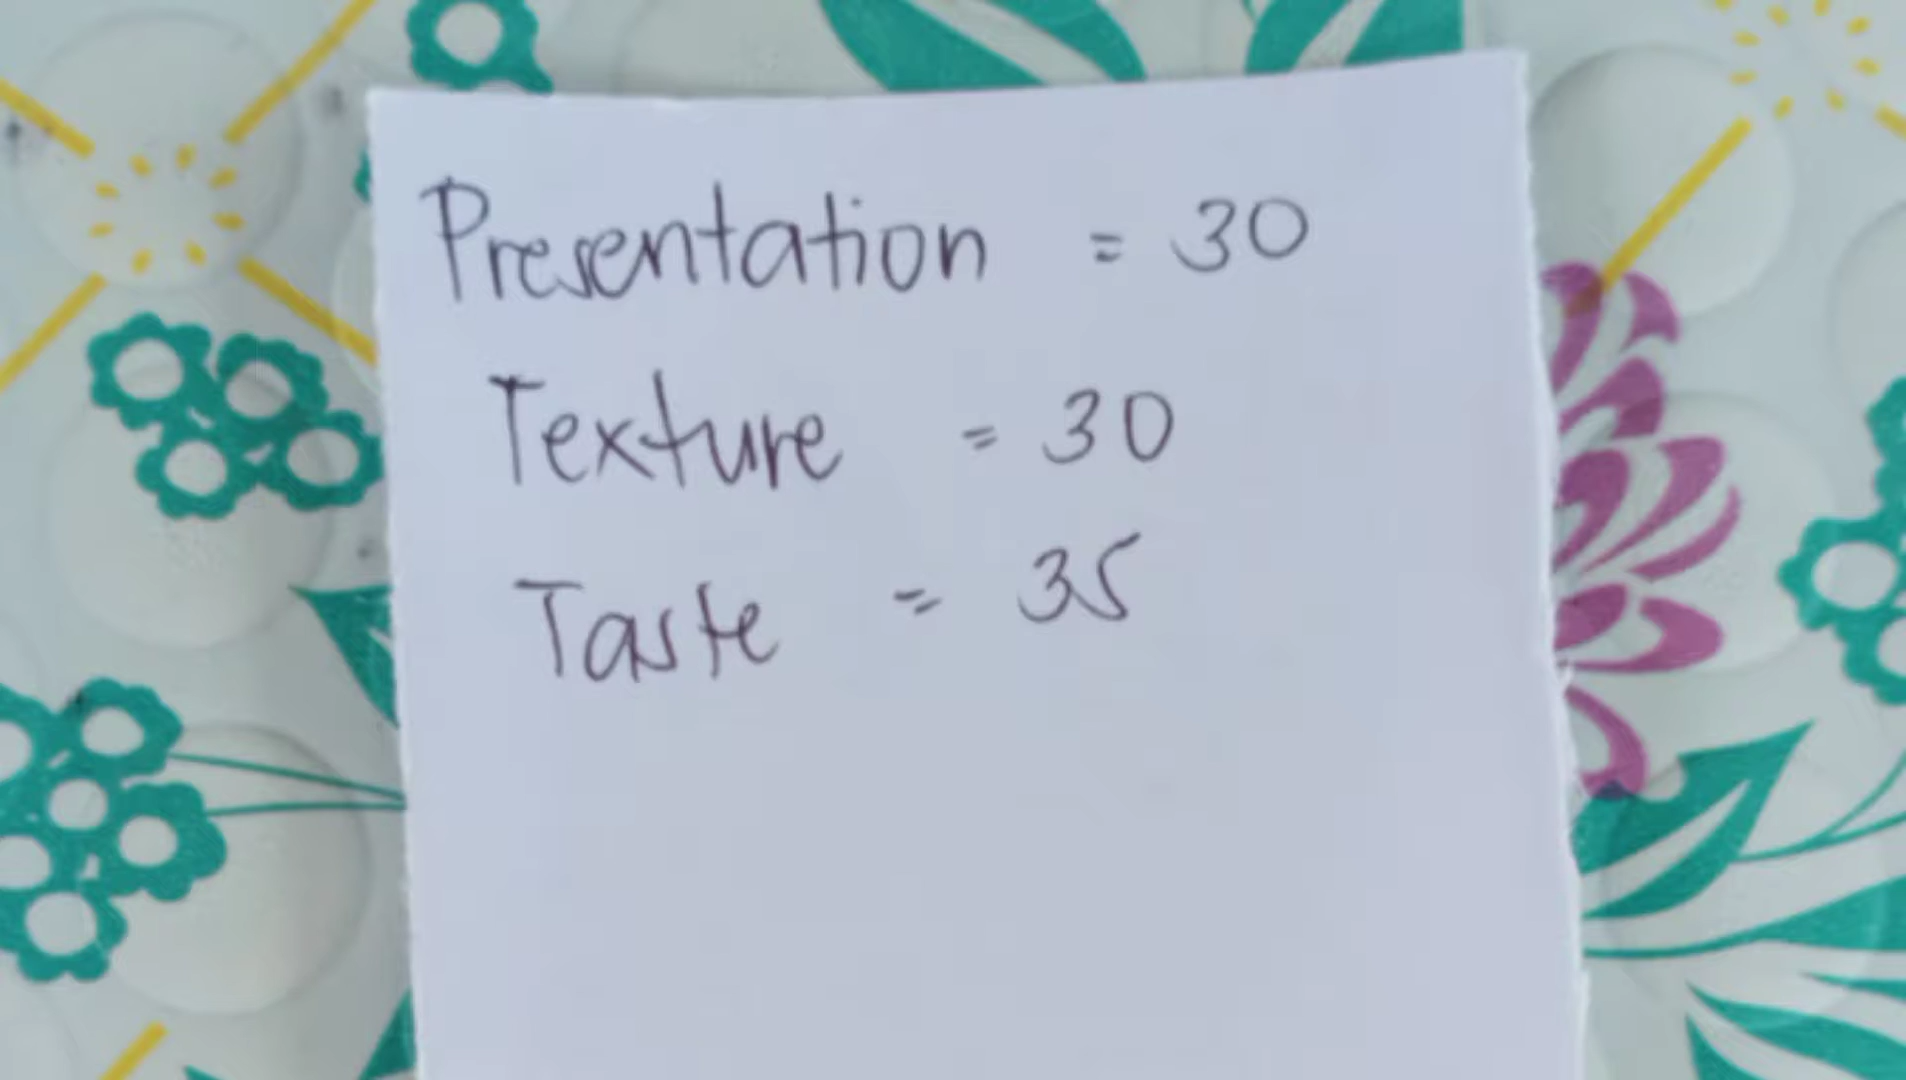 Presentation = 30
Texture = 30
Taste = 35